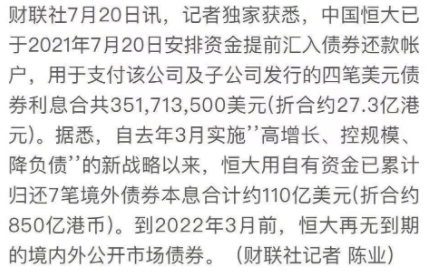 财联社7月20日讯，记者独家获悉，中国恒大已
于2021年7月20日安排资金提前汇入债券还款帐
户，用于支付该公司及子公司发行的四笔美元债
券利息合共351,713,500美元(折合约27.3亿港
元)。据悉，自去年3月实施"高增长、控规模、
降负债"的新战略以来，恒大用自有资金已累计
归还7笔境外债券本息合计约110亿美元(折合约
850亿港币)。到2022年3月前，恒大再无到期
的境内外公开市场债券。（财联社记者 陈业）